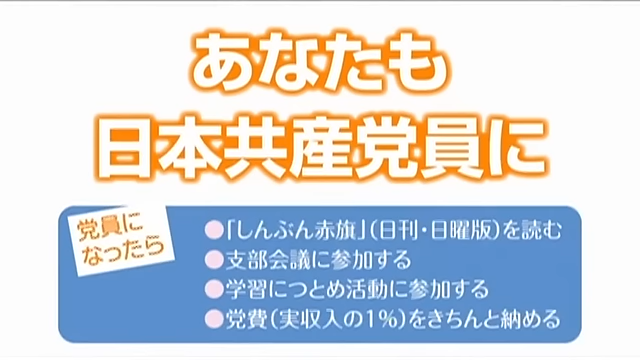 あなたも
日本共産党員に
党員に
なったら
●「しんぶん赤旗」(日刊・日曜版)を読む
●支部会議に参加する
●学習につとめ活動に参加する
●党費(実収入の1%)をきちんと納める